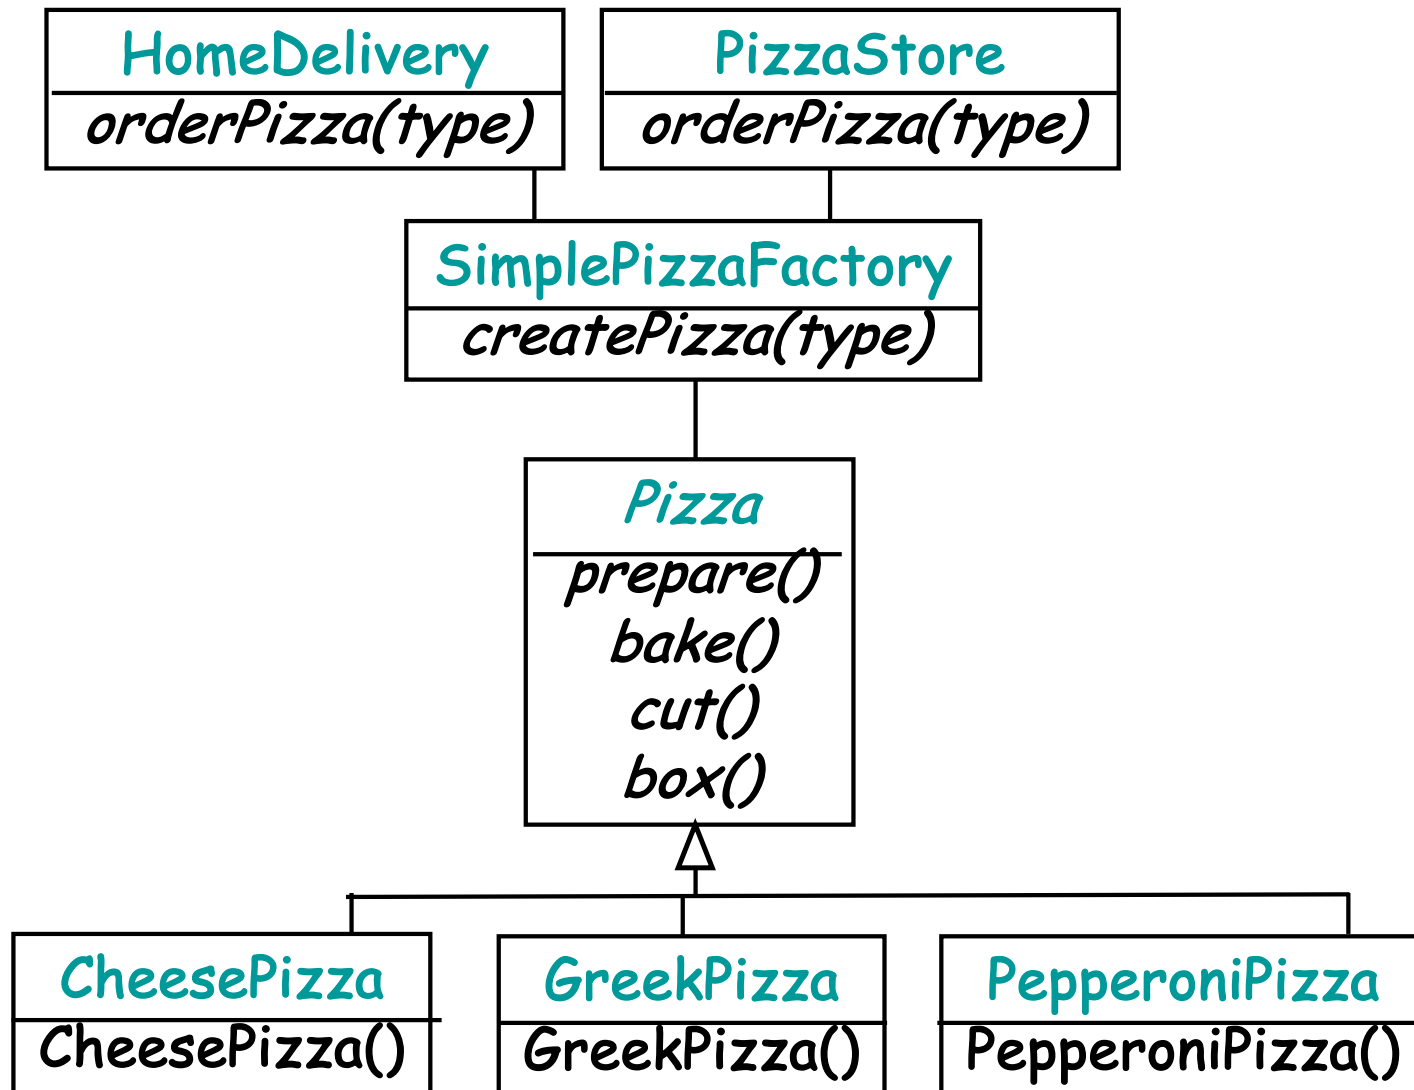 HomeDelivery
orderPizza(type)
PizzaStore
orderPizza(type)
SimplePizzaFactory
createPizza(type)
Pizza
prepare()
bake()
cut()
box()
CheesePizza
CheesePizza()
GreekPizza
GreekPizza()
PepperoniPizza
PepperoniPizza()